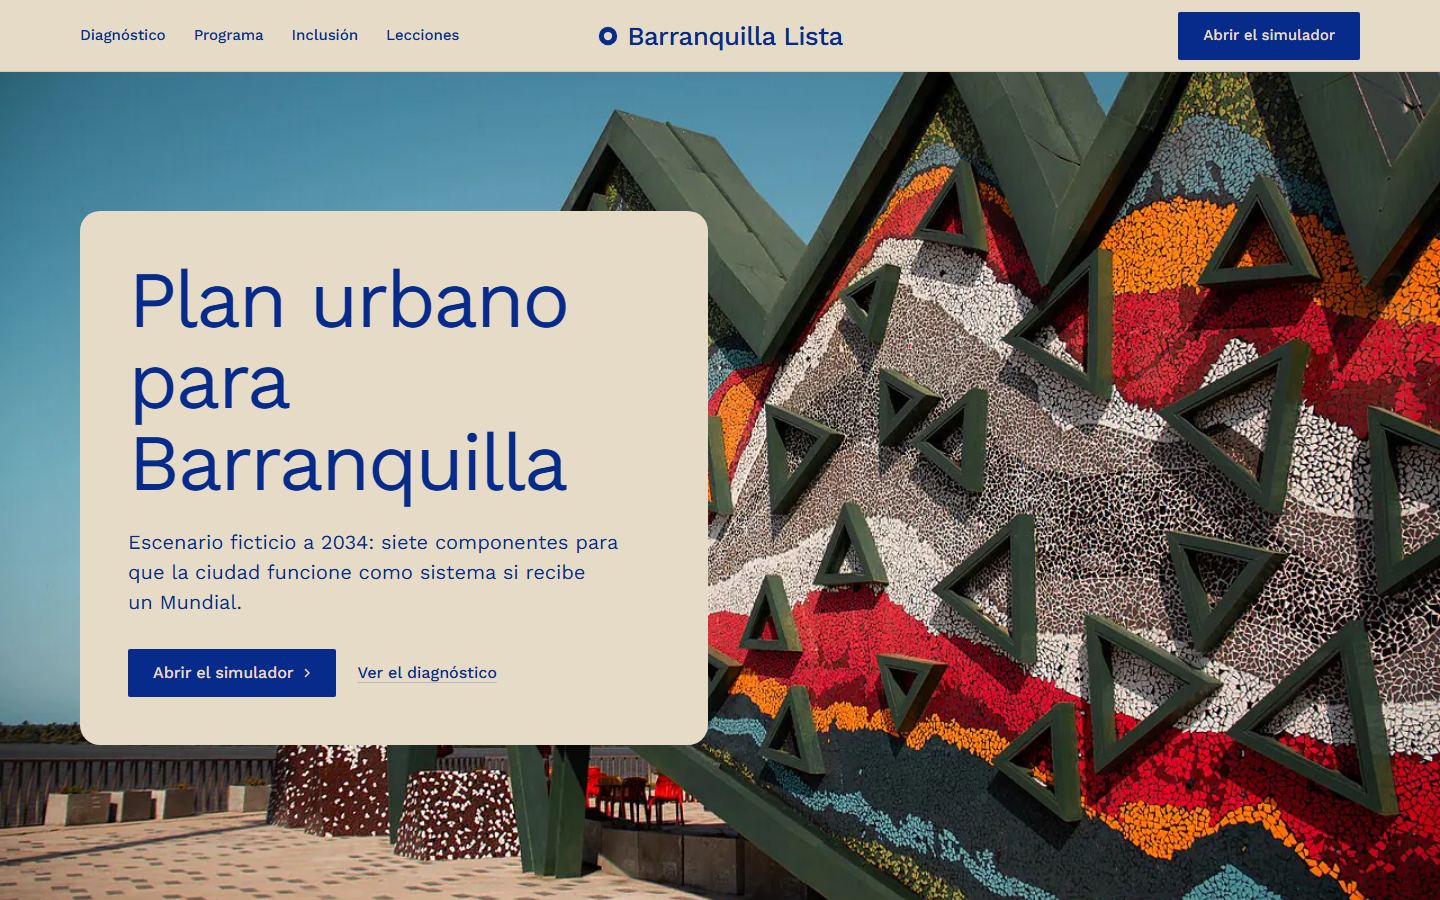 Diagnóstico Programa Inclusión Lecciones
Barranquilla Lista
Abrir el simulador
Plan urbano
para
Barranquilla
Escenario ficticio a 2034: siete componentes para
que la ciudad funcione como sistema si recibe
un Mundial.
Abrir el simulador
Ver el diagnóstico